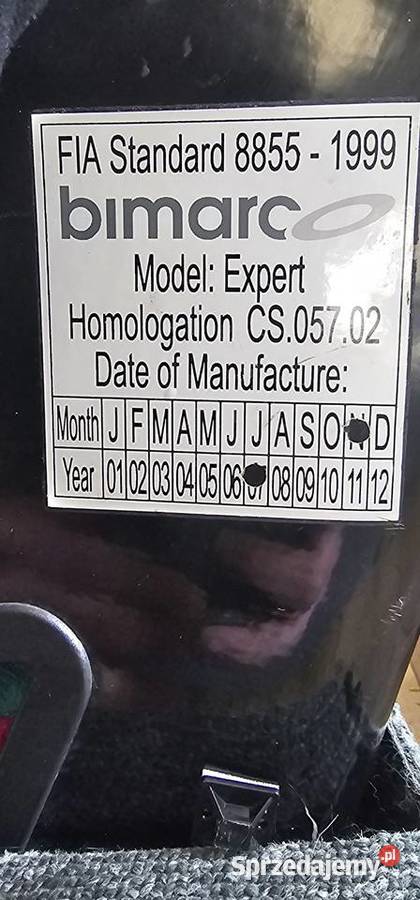 FIA Standard 8855 - 1999
bimarco
Model: Expert
Homologation CS.057.02
Date of Manufacture:
Month J F M A M J J A S O N D
Year 01 02 03 04 05 06 07 08 09 10 11 12
Sprzedajemy.pl